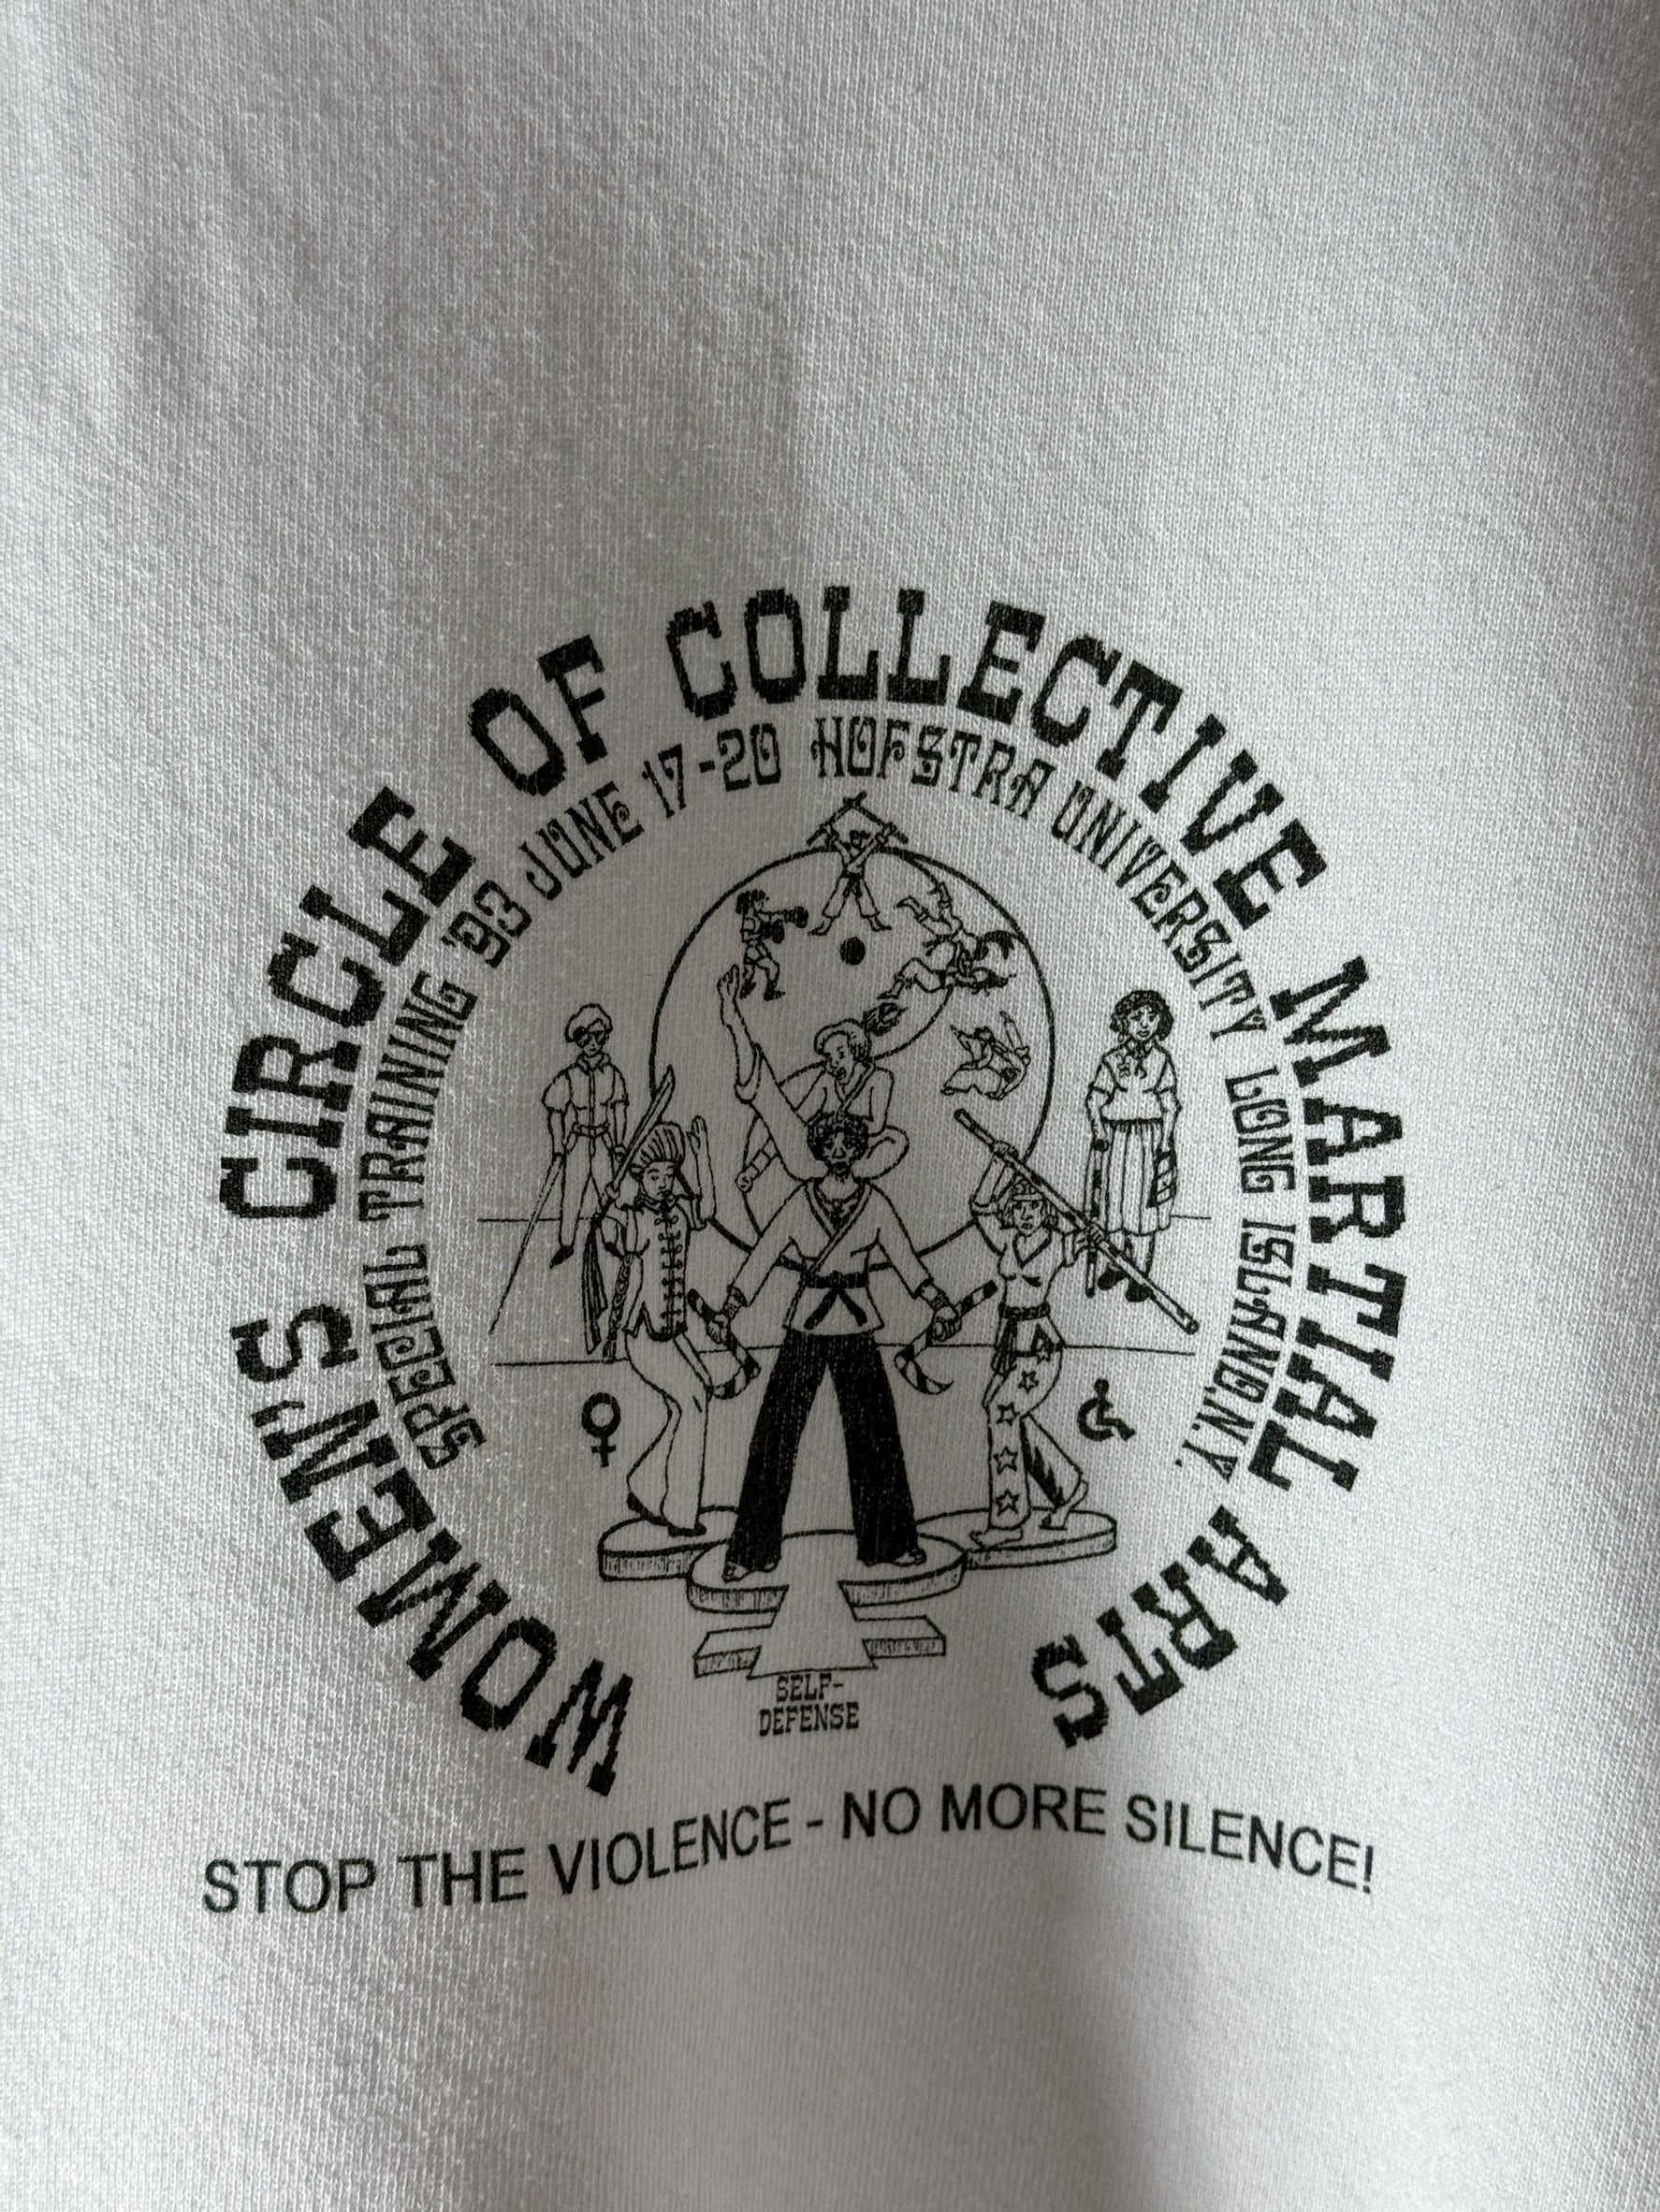 WOMEN'S CIRCLE OF COLLECTIVE MARTIAL ARTS
SPECIAL TRAINING '93 JUNE 17-20 HOFSTRA UNIVERSITY LONG ISLAND, N.Y.
SELF-
DEFENSE
STOP THE VIOLENCE - NO MORE SILENCE!